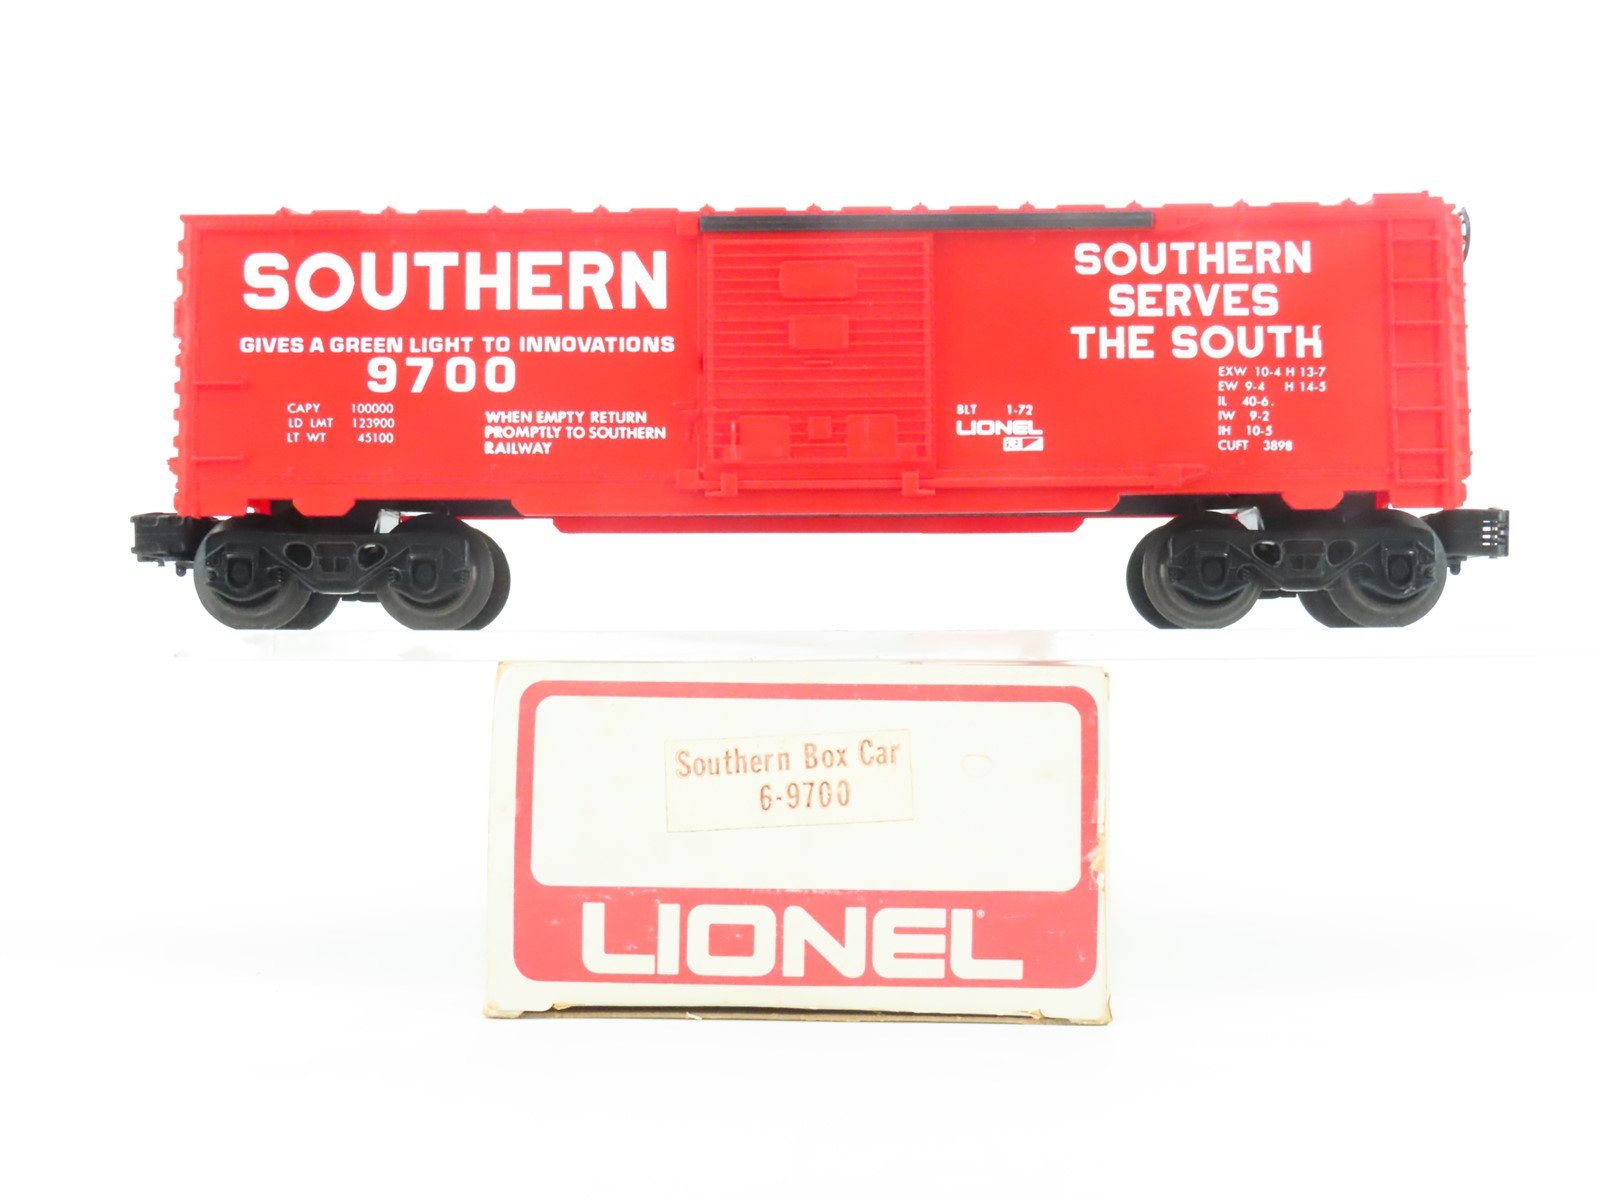 SOUTHERN
GIVES A GREEN LIGHT TO INNOVATIONS
9700
CAPY 100000
LD LMT 123900
LT WT 45100
WHEN EMPTY RETURN
PROMPTLY TO SOUTHERN
RAILWAY
BLT 1-72
LIONEL
SOUTHERN
SERVES
THE SOUTH
EXW 10-4 H 13-7
EW 9-4 H 14-5
IL 40-6.
IW 9-2
IH 10-5
CUFT 3898
Southern Box Car
6-9700
LIONEL®